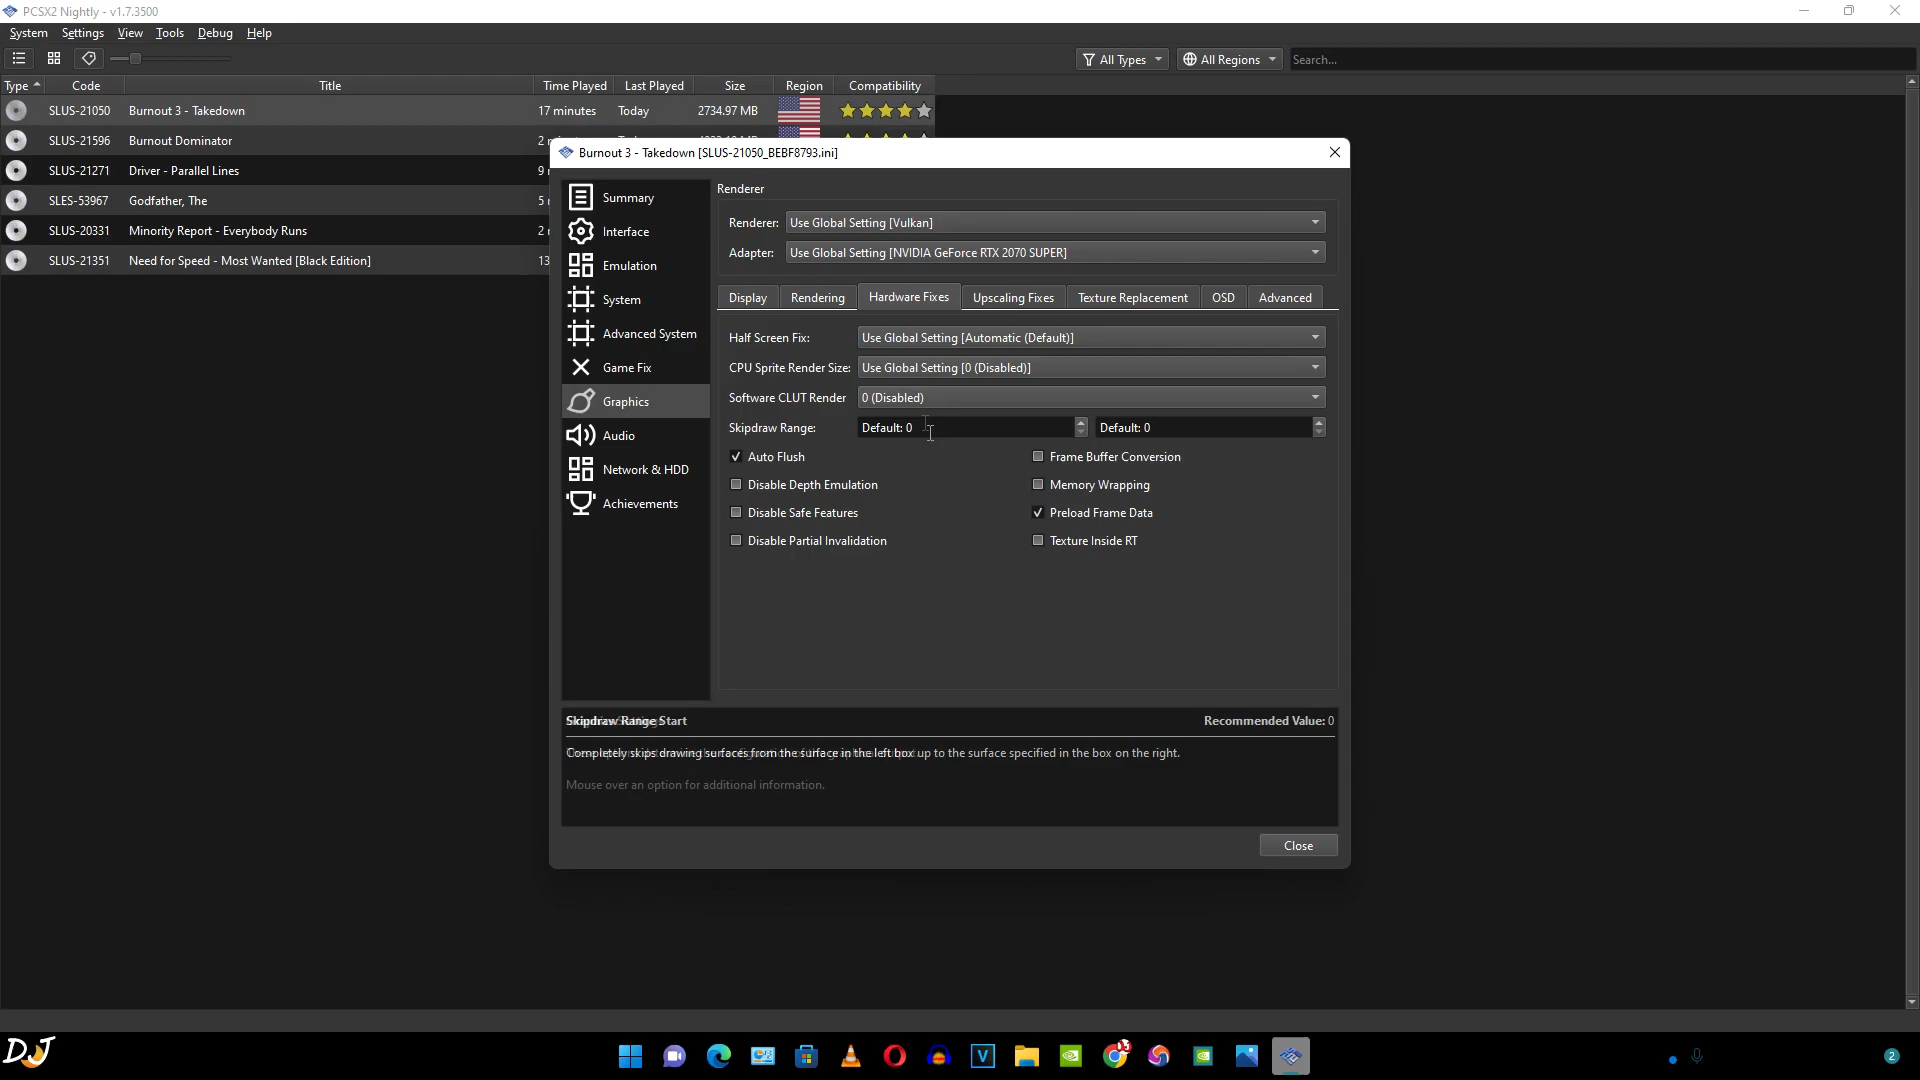 PCSX2 Nightly - v1.7.3500
System Settings View Tools Debug Help
All Types All Regions Search...
Type Code Title Time Played Last Played Size Region Compatibility
SLUS-21050 Burnout 3 - Takedown 17 minutes Today 2734.97 MB
SLUS-21596 Burnout Dominator 2
SLUS-21271 Driver - Parallel Lines 9
SLES-53967 Godfather, The 5
SLUS-20331 Minority Report - Everybody Runs 2
SLUS-21351 Need for Speed - Most Wanted [Black Edition] 13
Burnout 3 - Takedown [SLUS-21050_BEBF8793.ini]
Summary
Interface
Emulation
System
Advanced System
Game Fix
Graphics
Audio
Network & HDD
Achievements
Renderer
Renderer: Use Global Setting [Vulkan]
Adapter: Use Global Setting [NVIDIA GeForce RTX 2070 SUPER]
Display Rendering Hardware Fixes Upscaling Fixes Texture Replacement OSD Advanced
Half Screen Fix: Use Global Setting [Automatic (Default)]
CPU Sprite Render Size: Use Global Setting [0 (Disabled)]
Software CLUT Render 0 (Disabled)
Skipdraw Range: Default: 0 Default: 0
Auto Flush Frame Buffer Conversion
Disable Depth Emulation Memory Wrapping
Disable Safe Features Preload Frame Data
Disable Partial Invalidation Texture Inside RT
Skipdraw Range Start Recommended Value: 0
Completely skips drawing surfaces from the surface in the left box up to the surface specified in the box on the right.
Mouse over an option for additional information.
Close
DJ
V
2